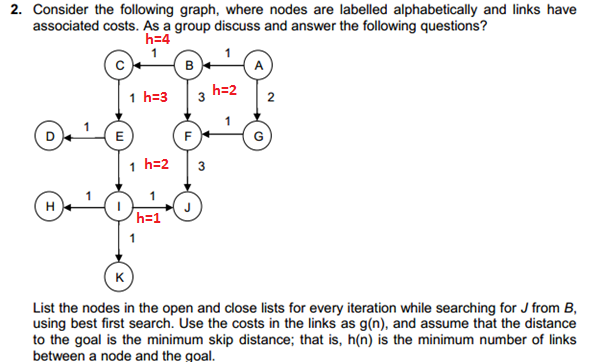 2. Consider the following graph, where nodes are labelled alphabetically and links have
associated costs. As a group discuss and answer the following questions?
h=4
1 1
C B A
1 h=3 3 h=2 2
1 1
D E F G
1 h=2 3
1 1
H I J
h=1
1
K
List the nodes in the open and close lists for every iteration while searching for J from B,
using best first search. Use the costs in the links as g(n), and assume that the distance
to the goal is the minimum skip distance; that is, h(n) is the minimum number of links
between a node and the goal.